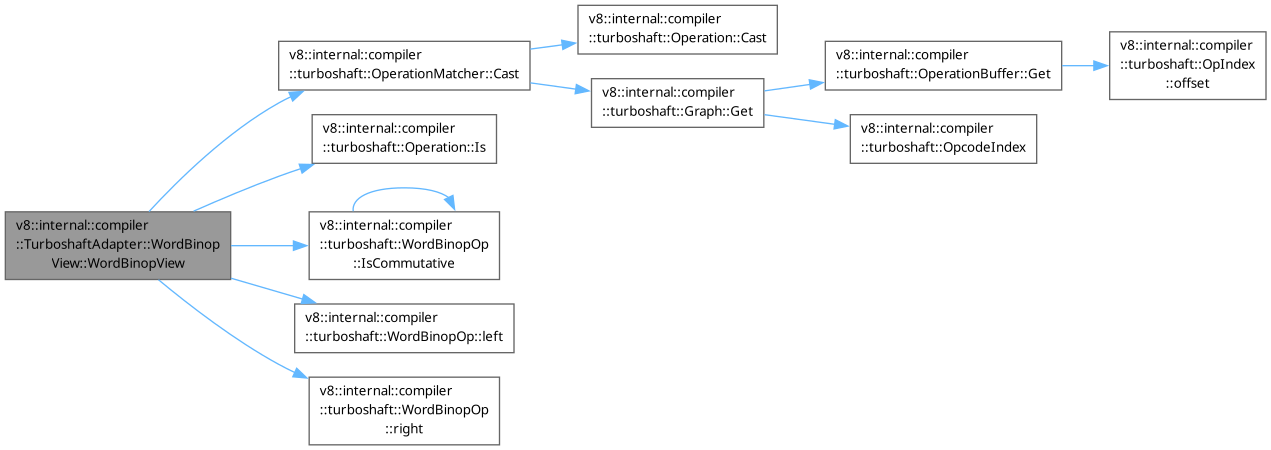 v8::internal::compiler
::TurboshaftAdapter::WordBinop
View::WordBinopView
v8::internal::compiler
::turboshaft::OperationMatcher::Cast
v8::internal::compiler
::turboshaft::Operation::Cast
v8::internal::compiler
::turboshaft::Graph::Get
v8::internal::compiler
::turboshaft::OperationBuffer::Get
v8::internal::compiler
::turboshaft::OpIndex
::offset
v8::internal::compiler
::turboshaft::OpcodeIndex
v8::internal::compiler
::turboshaft::Operation::Is
v8::internal::compiler
::turboshaft::WordBinopOp
::IsCommutative
v8::internal::compiler
::turboshaft::WordBinopOp::left
v8::internal::compiler
::turboshaft::WordBinopOp
::right